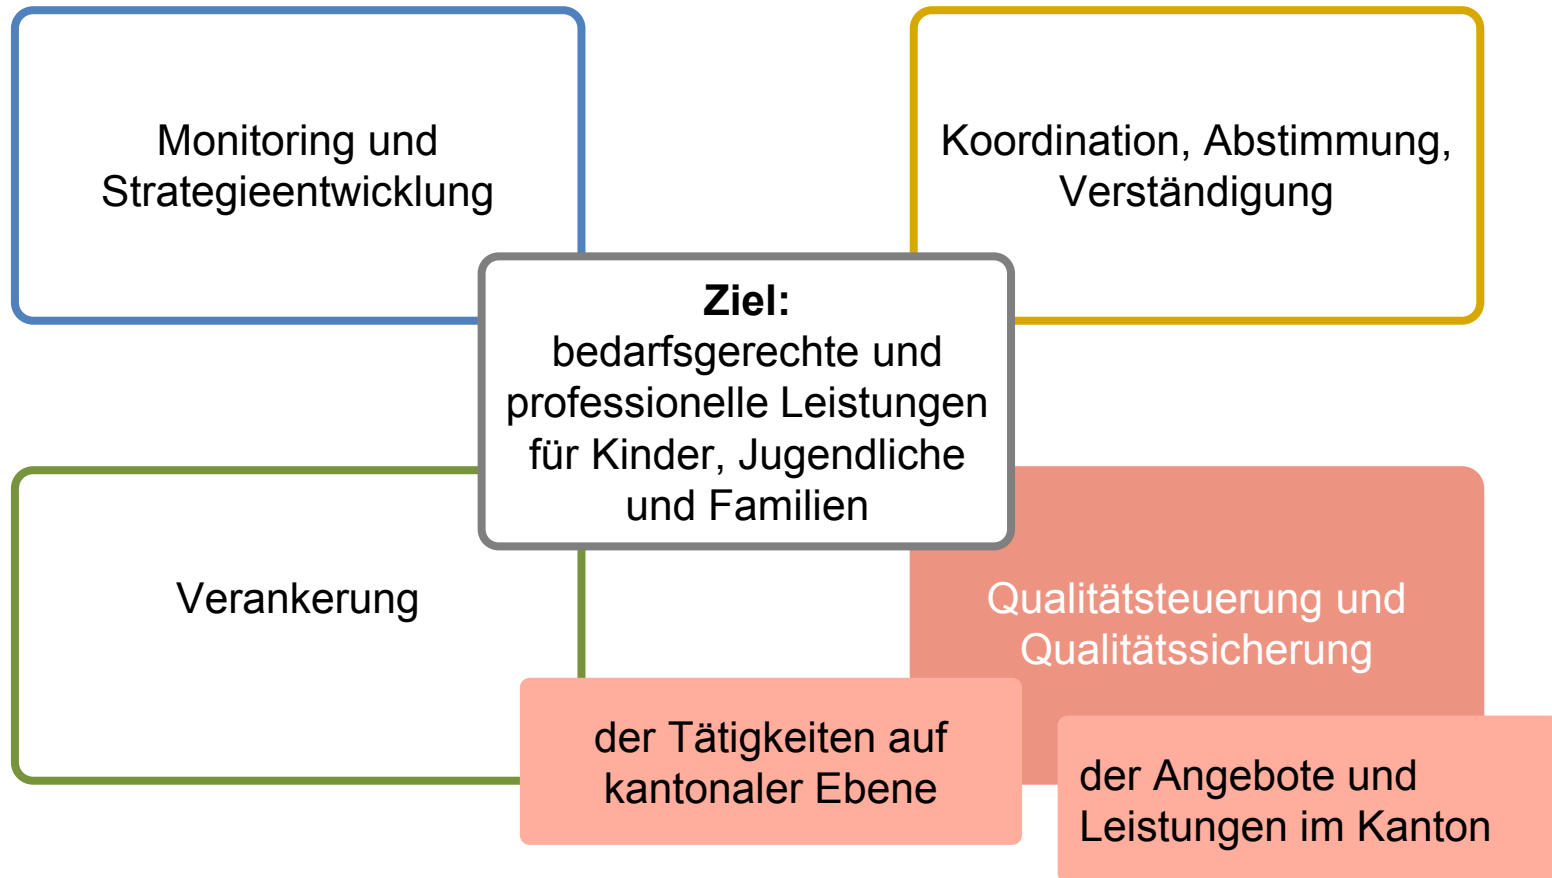 Monitoring und
Strategieentwicklung
Koordination, Abstimmung,
Verständigung
Ziel:
bedarfsgerechte und
professionelle Leistungen
für Kinder, Jugendliche
und Familien
Verankerung
Qualitätsteuerung und
Qualitätssicherung
der Tätigkeiten auf
kantonaler Ebene
der Angebote und
Leistungen im Kanton